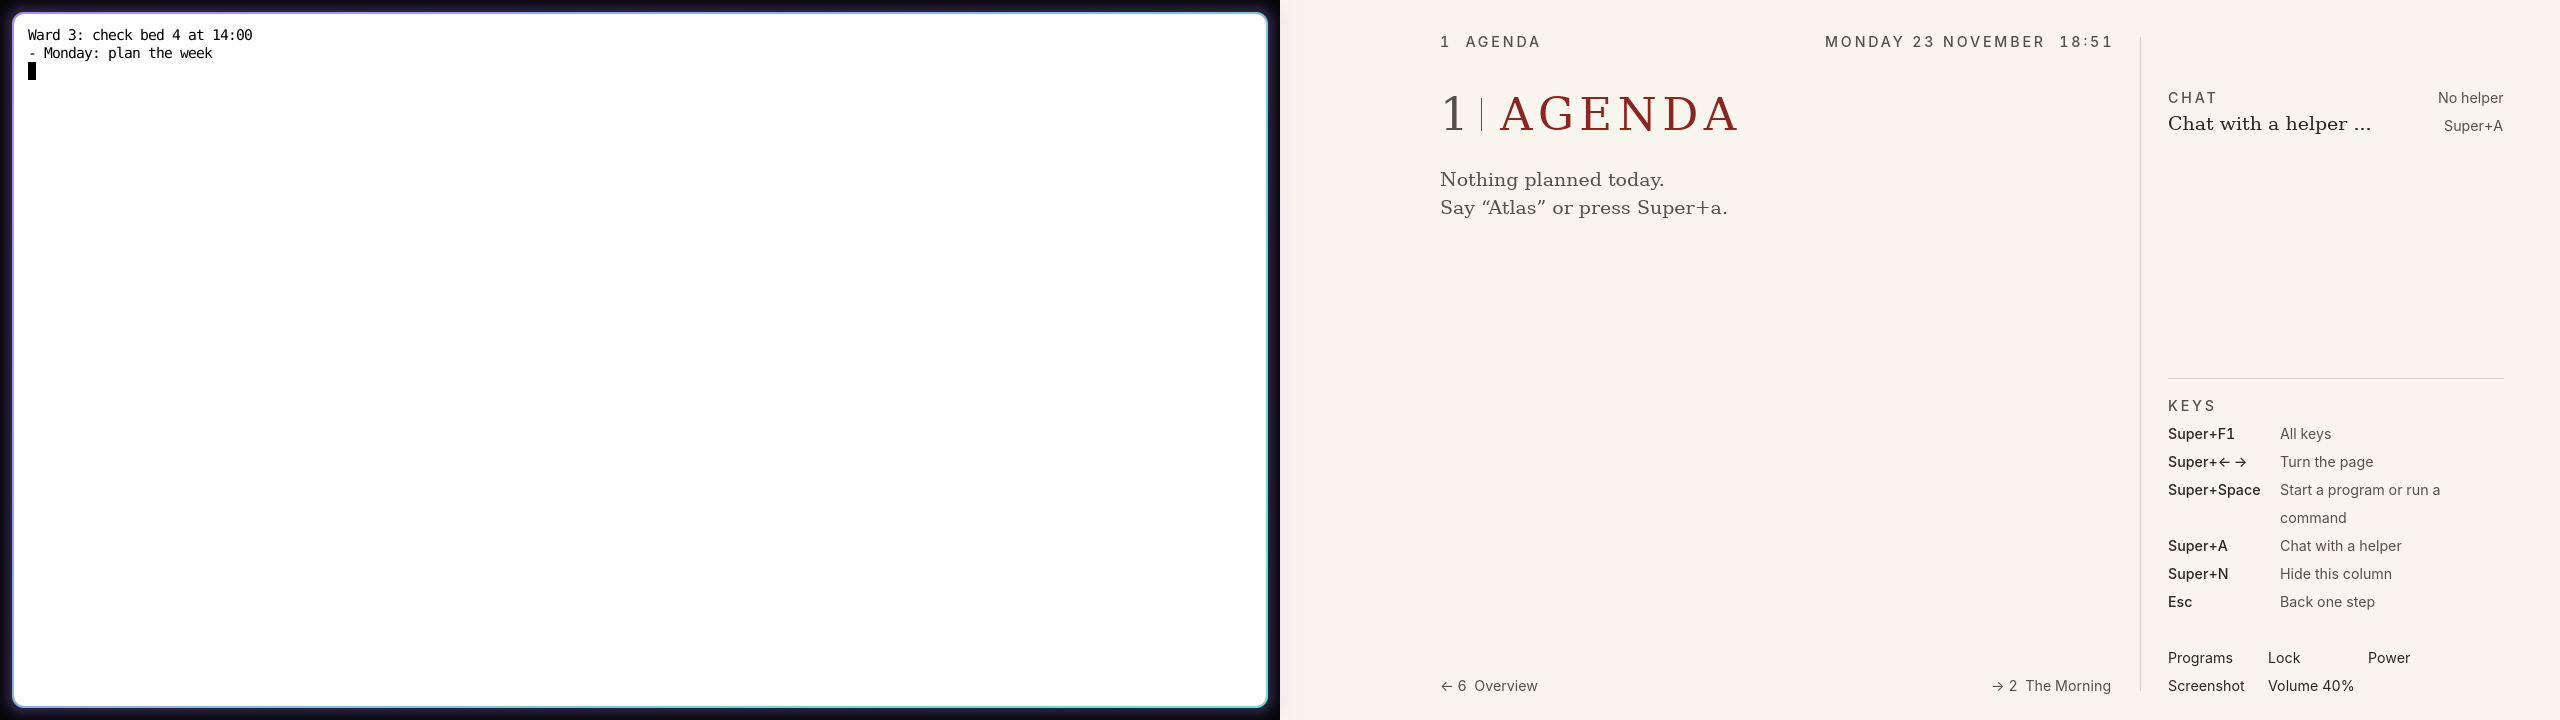 Ward 3: check bed 4 at 14:00
- Monday: plan the week
1 AGENDA
MONDAY 23 NOVEMBER 18:51
1 AGENDA
Nothing planned today.
Say “Atlas” or press Super+a.
← 6 Overview
→ 2 The Morning
CHAT
No helper
Chat with a helper ...
Super+A
KEYS
Super+F1 All keys
Super+← → Turn the page
Super+Space Start a program or run a
command
Super+A Chat with a helper
Super+N Hide this column
Esc Back one step
Programs Lock Power
Screenshot Volume 40%